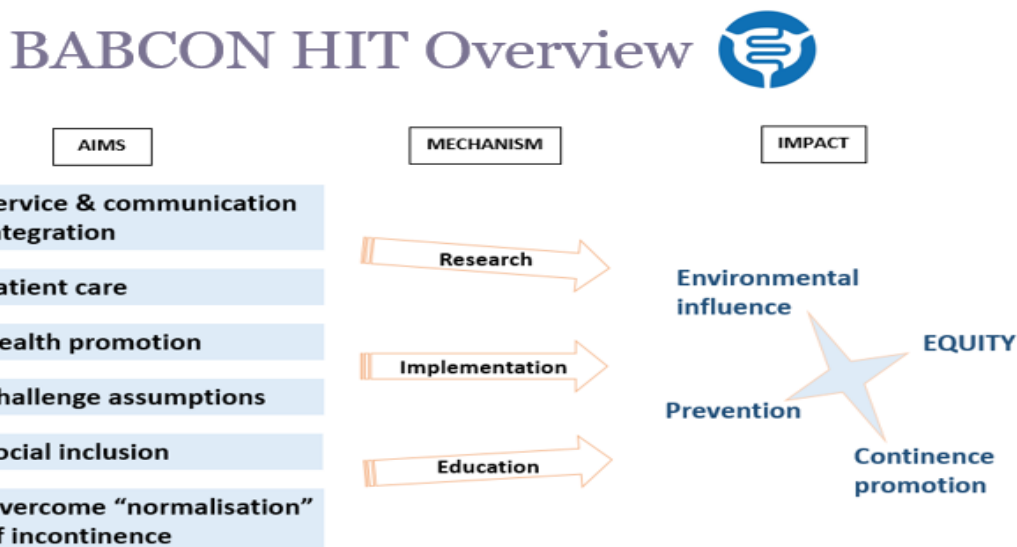 BABCON HIT Overview
AIMS
MECHANISM
IMPACT
ervice & communication
ntegration
atient care
ealth promotion
hallenge assumptions
ocial inclusion
vercome “normalisation”
f incontinence
Research
Implementation
Education
Environmental
influence
EQUITY
Prevention
Continence
promotion